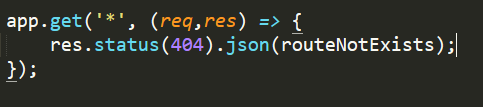 app.get('*', (req,res) => {
    res.status(404).json(routeNotExists);
});